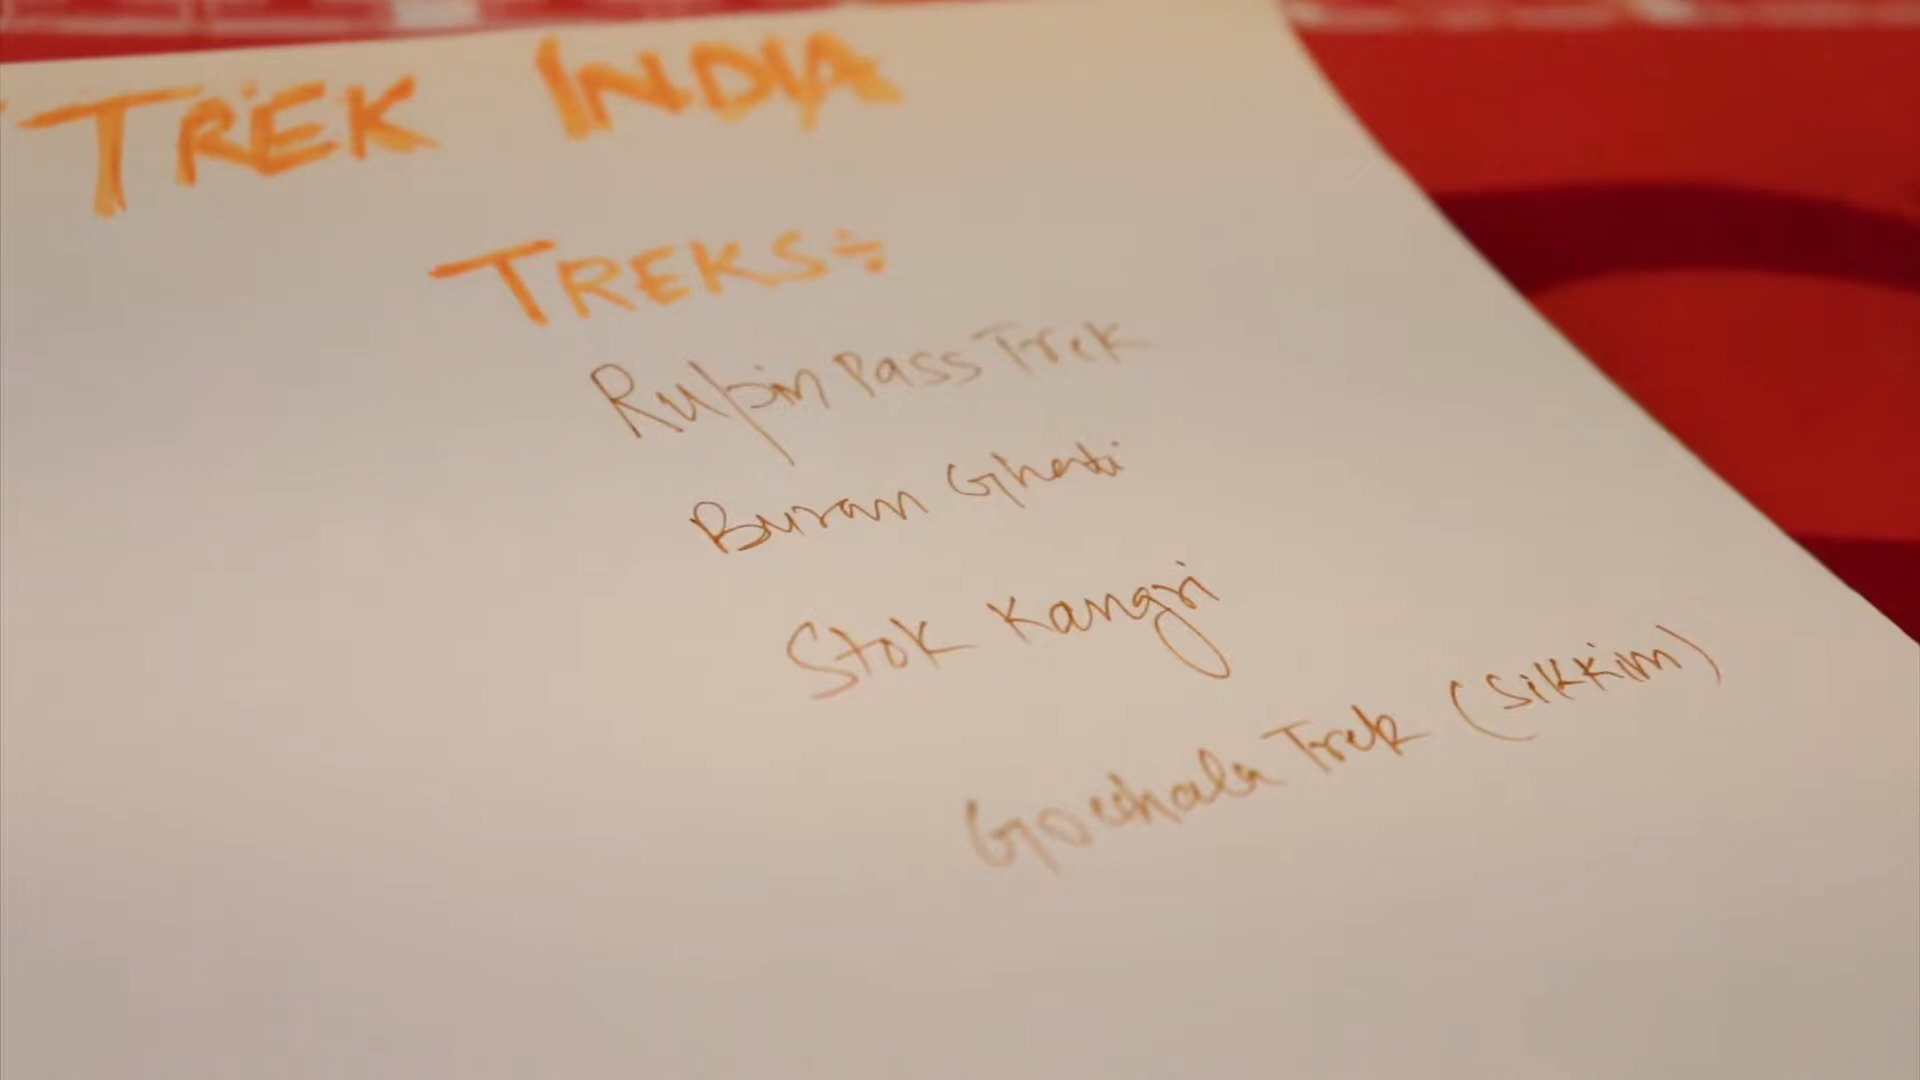 TREK INDIA
TREKS:-
Rupin Pass Trek
Buran Ghati
Stok Kangri
Goechala Trek (Sikkim)